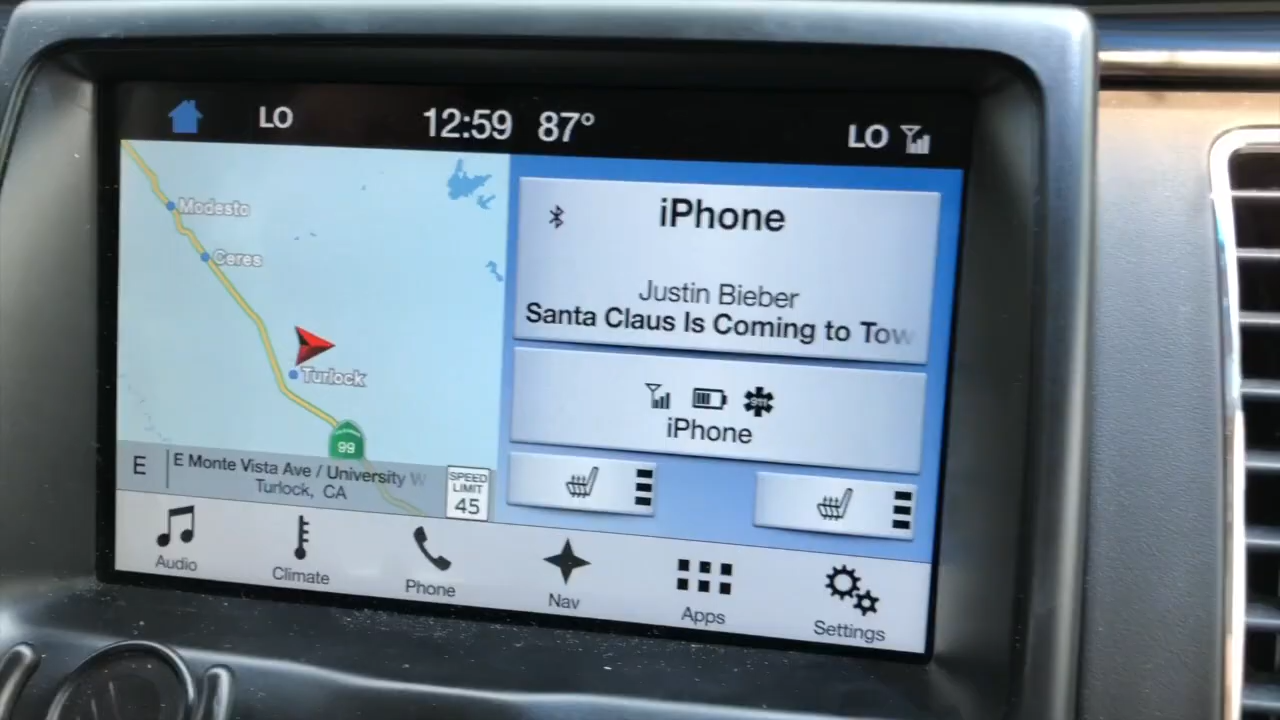 LO 12:59 87° LO
Modesto
Ceres
Turlock
99
E
E Monte Vista Ave / University W
Turlock, CA
SPEED
LIMIT
45
iPhone
Justin Bieber
Santa Claus Is Coming to Tow
911
iPhone
Audio
Climate
Phone
Nav
Apps
Settings